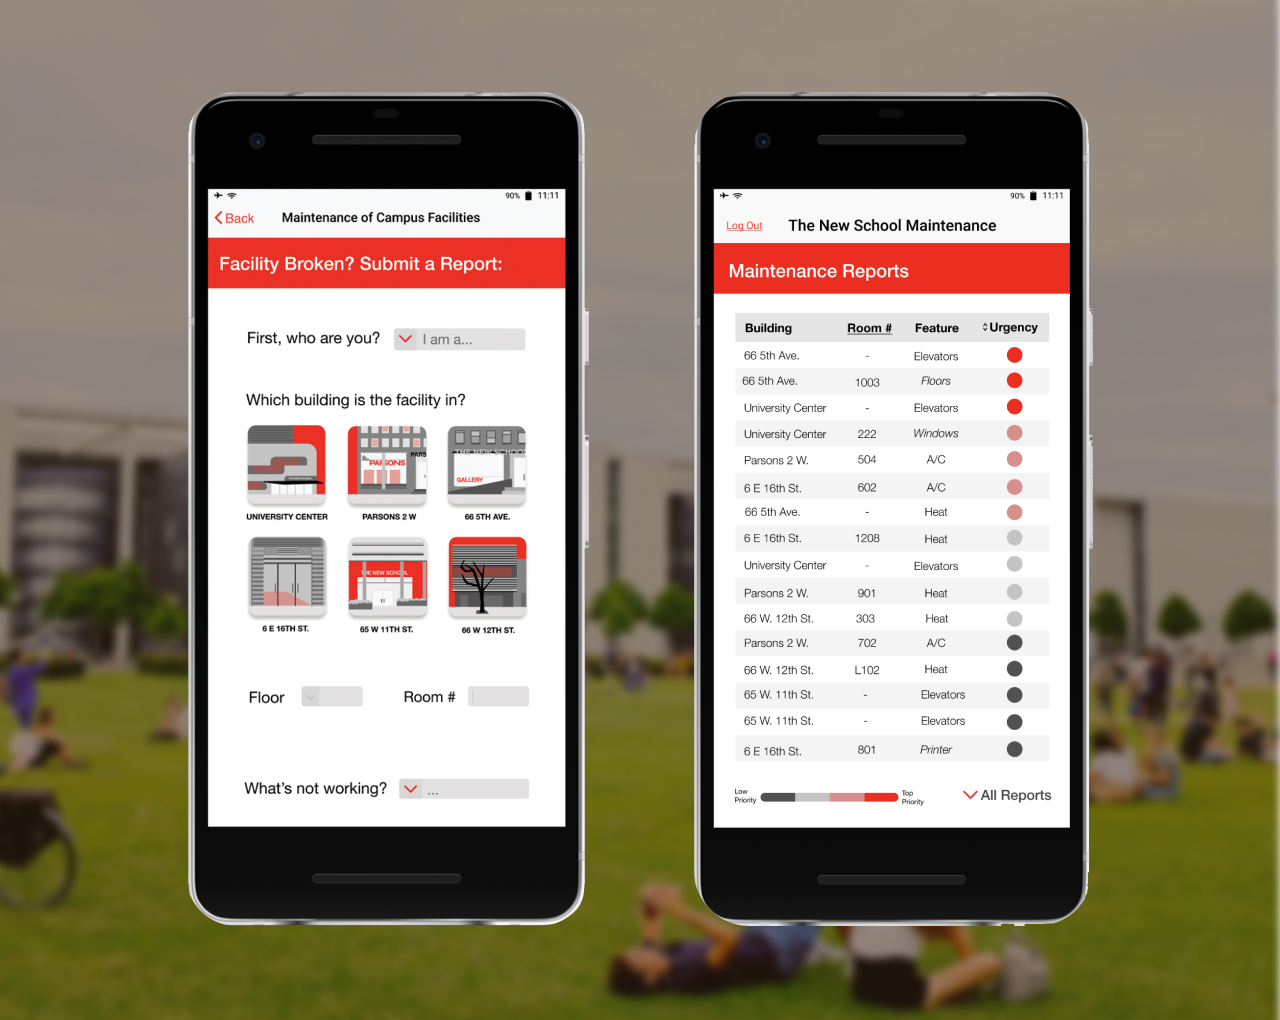 90% 11:11
Back
Maintenance of Campus Facilities
Facility Broken? Submit a Report:
First, who are you?
I am a...
Which building is the facility in?
PARSONS
PARS
THE NEW SCHOOL
GALLERY
UNIVERSITY CENTER
PARSONS 2 W
66 5TH AVE.
THE NEW SCHOOL
6 E 16TH ST.
65 W 11TH ST.
66 W 12TH ST.
Floor
Room #
What's not working?
...
90% 11:11
Log Out
The New School Maintenance
Maintenance Reports
Building Room # Feature Urgency
66 5th Ave. - Elevators
66 5th Ave. 1003 Floors
University Center - Elevators
University Center 222 Windows
Parsons 2 W. 504 A/C
6 E 16th St. 602 A/C
66 5th Ave. - Heat
6 E 16th St. 1208 Heat
University Center - Elevators
Parsons 2 W. 901 Heat
66 W. 12th St. 303 Heat
Parsons 2 W. 702 A/C
66 W. 12th St. L102 Heat
65 W. 11th St. - Elevators
65 W. 11th St. - Elevators
6 E 16th St. 801 Printer
Low
Priority
Top
Priority
All Reports